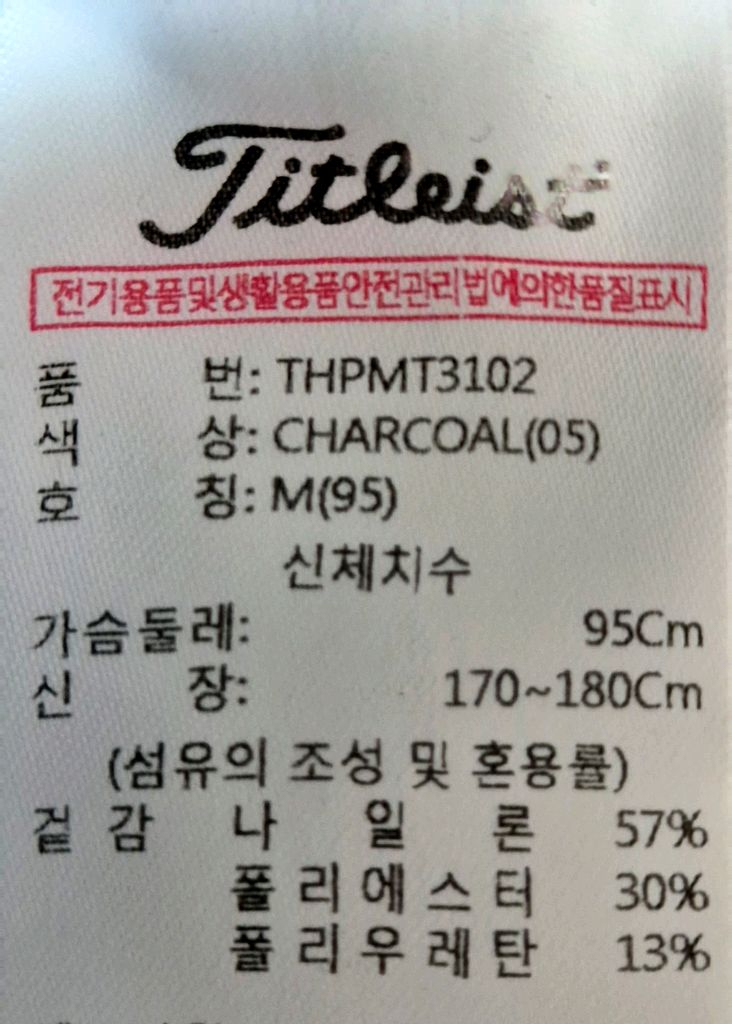 Titleist
전기용품및생활용품안전관리법에의한품질표시
품 번: THPMT3102
색 상: CHARCOAL(05)
호 칭: M(95)
신체치수
가슴둘레: 95Cm
신 장: 170~180Cm
(섬유의 조성 및 혼용률)
겉감 나일론 57%
폴리에스터 30%
폴리우레탄 13%